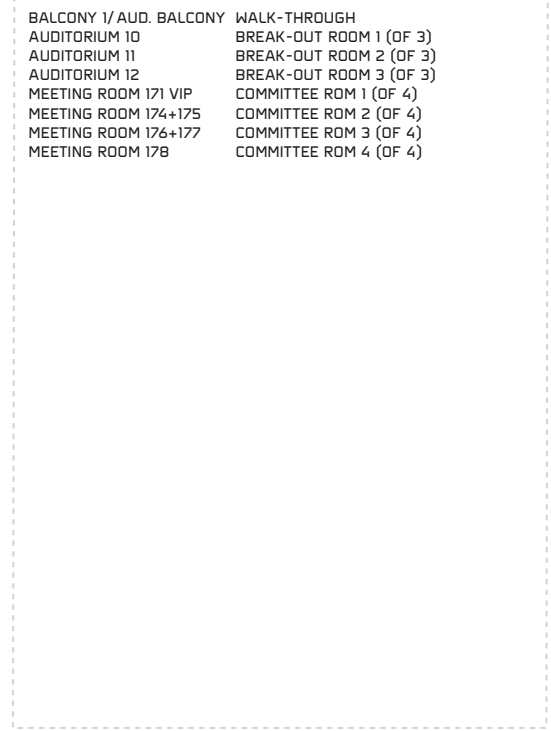 BALCONY 1/ AUD. BALCONY WALK-THROUGH
AUDITORIUM 10 BREAK-OUT ROOM 1 (OF 3)
AUDITORIUM 11 BREAK-OUT ROOM 2 (OF 3)
AUDITORIUM 12 BREAK-OUT ROOM 3 (OF 3)
MEETING ROOM 171 VIP COMMITTEE ROM 1 (OF 4)
MEETING ROOM 174+175 COMMITTEE ROM 2 (OF 4)
MEETING ROOM 176+177 COMMITTEE ROM 3 (OF 4)
MEETING ROOM 178 COMMITTEE ROM 4 (OF 4)